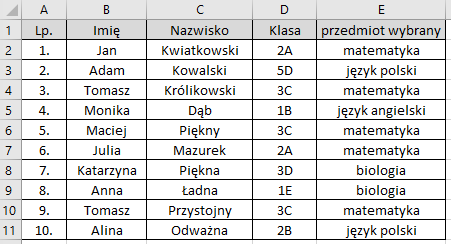 A B C D E
1 Lp. Imię Nazwisko Klasa przedmiot wybrany
2 1. Jan Kwiatkowski 2A matematyka
3 2. Adam Kowalski 5D język polski
4 3. Tomasz Królikowski 3C matematyka
5 4. Monika Dąb 1B język angielski
6 5. Maciej Piękny 3C matematyka
7 6. Julia Mazurek 2A matematyka
8 7. Katarzyna Piękna 3D biologia
9 8. Anna Ładna 1E biologia
10 9. Tomasz Przystojny 3C matematyka
11 10. Alina Odważna 2B język polski